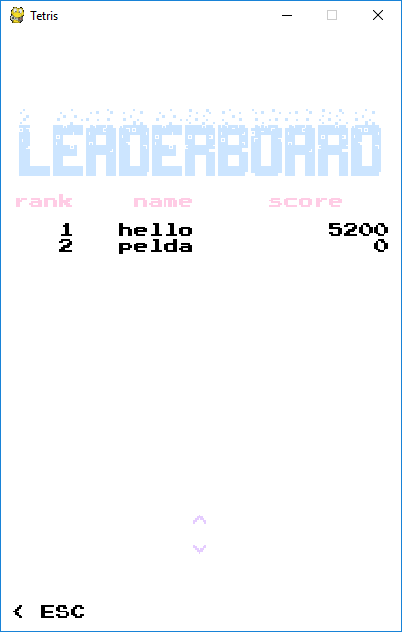 Tetris
LEADERBOARD
rank name score
1 hello 5200
2 pelda 0
^
v
< ESC